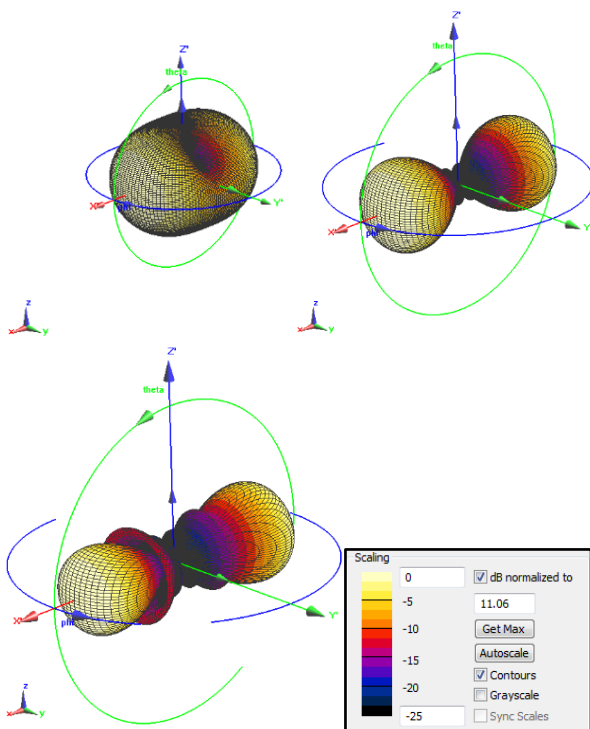 Z'
theta
X
phi
Y'
z
x
y
Z'
theta
X
phi
Y'
z
x
y
Z'
theta
X
phi
Y'
z
x
y
Scaling
0
dB normalized to
-5
11.06
-10
Get Max
Autoscale
-15
Contours
-20
Grayscale
-25
Sync Scales